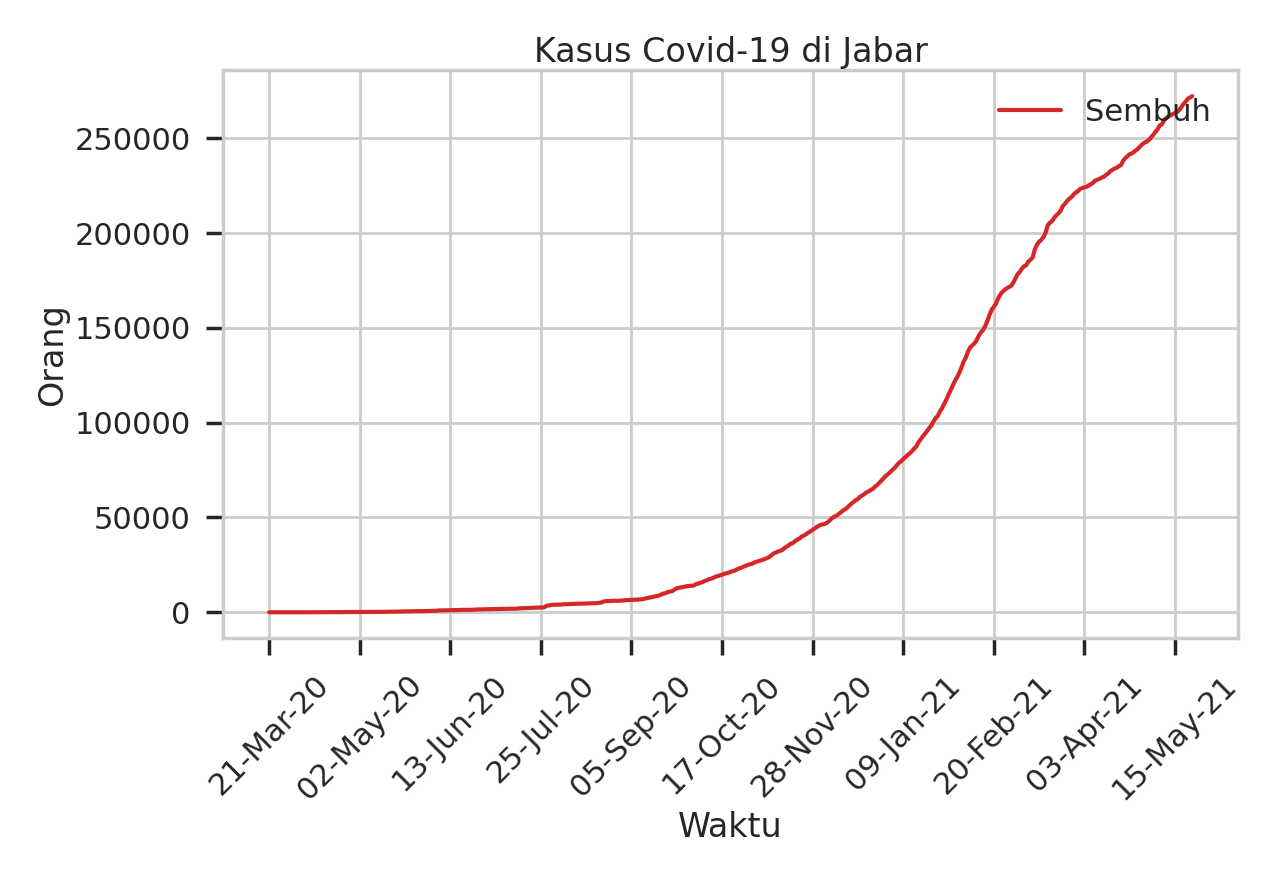 Kasus Covid-19 di Jabar
Sembuh
Orang
250000
200000
150000
100000
50000
0
21-Mar-20
02-May-20
13-Jun-20
25-Jul-20
05-Sep-20
17-Oct-20
28-Nov-20
09-Jan-21
20-Feb-21
03-Apr-21
15-May-21
Waktu